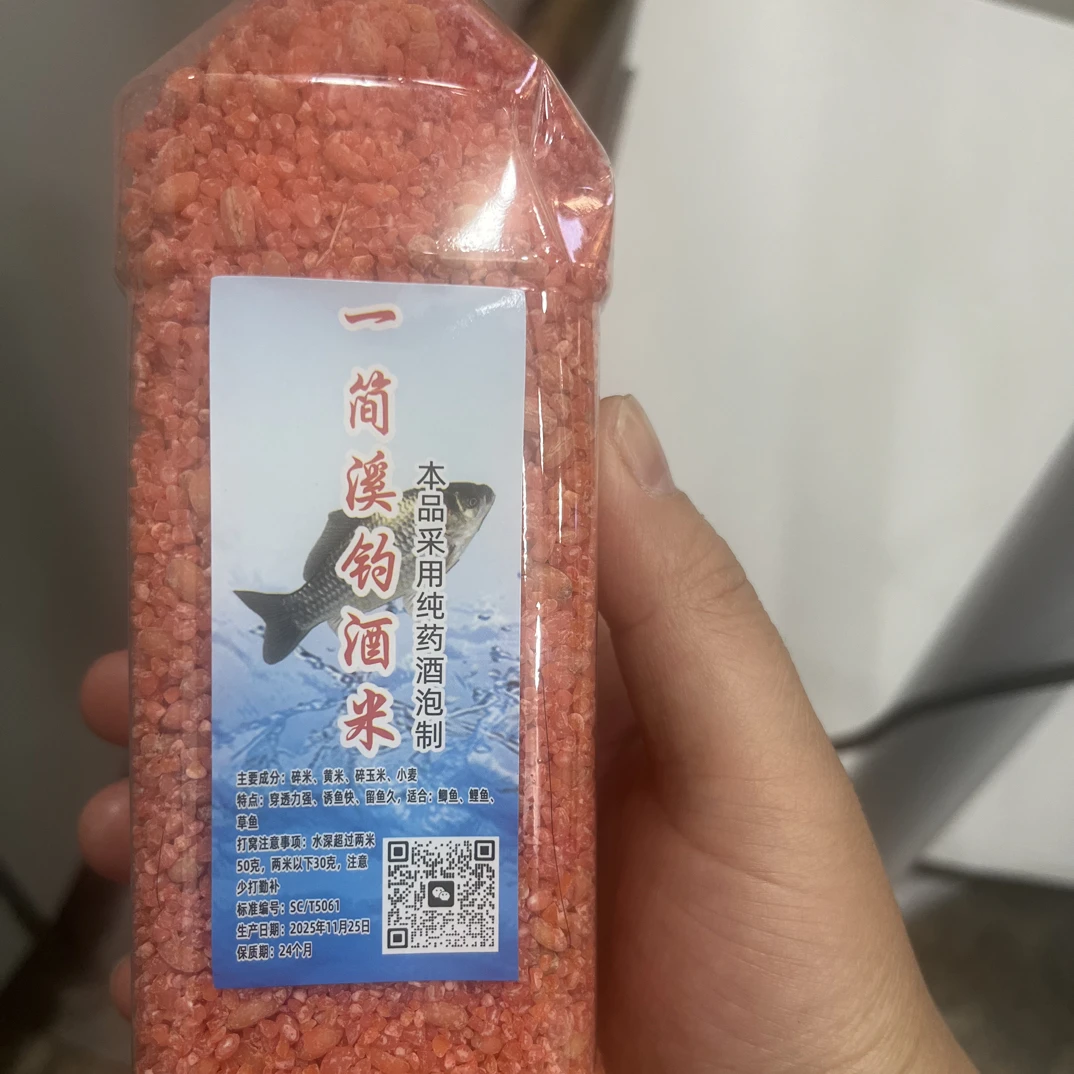 一简溪钓酒米
本品采用纯药酒泡制
主要成分：碎米、黄米、碎玉米、小麦
特点：穿透力强、诱鱼快、留鱼久，适合：鲫鱼、鲤鱼、
草鱼
打窝注意事项：水深超过两米
50克，两米以下30克，注意
少打勤补
标准编号：SC/T5061
生产日期：2025年11月25日
保质期：24个月